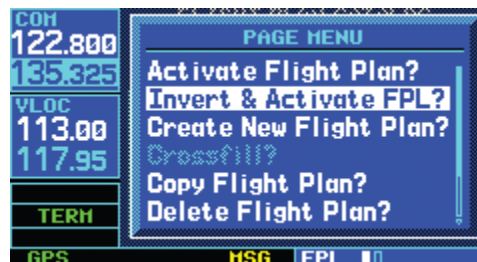 COM
122.800
135.325
VLOC
113.00
117.95
TERM
GPS
PAGE MENU
Activate Flight Plan?
Invert & Activate FPL?
Create New Flight Plan?
Crossfill?
Copy Flight Plan?
Delete Flight Plan?
MSG
FPL